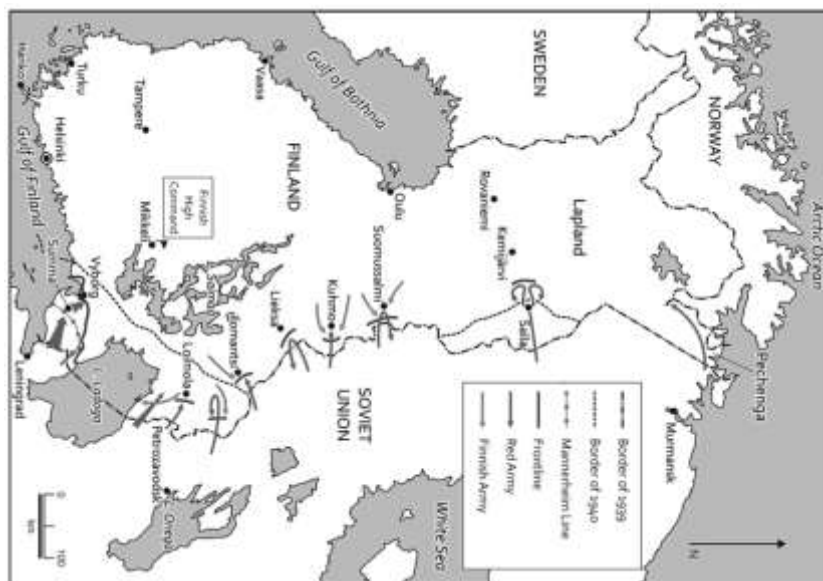 Arctic Ocean
NORWAY
SWEDEN
Pechenga
Murmansk
N
Lapland
Border of 1939
Border of 1940
Mannerheim Line
Frontline
Red Army
Finnish Army
Rovaniemi
Kemijärvi
Salla
White Sea
Gulf of Bothnia
Oulu
Suomussalmi
Kuhmo
SOVIET
UNION
Vaasa
FINLAND
Lieksa
Finnish
High
Command
Tampere
Mikkeli
Loimola
Petrozavodsk
L. Onega
Turku
Hanko
Helsinki
Gulf of Finland
Summa
Vyborg
L. Ladoga
Leningrad
0
100
km